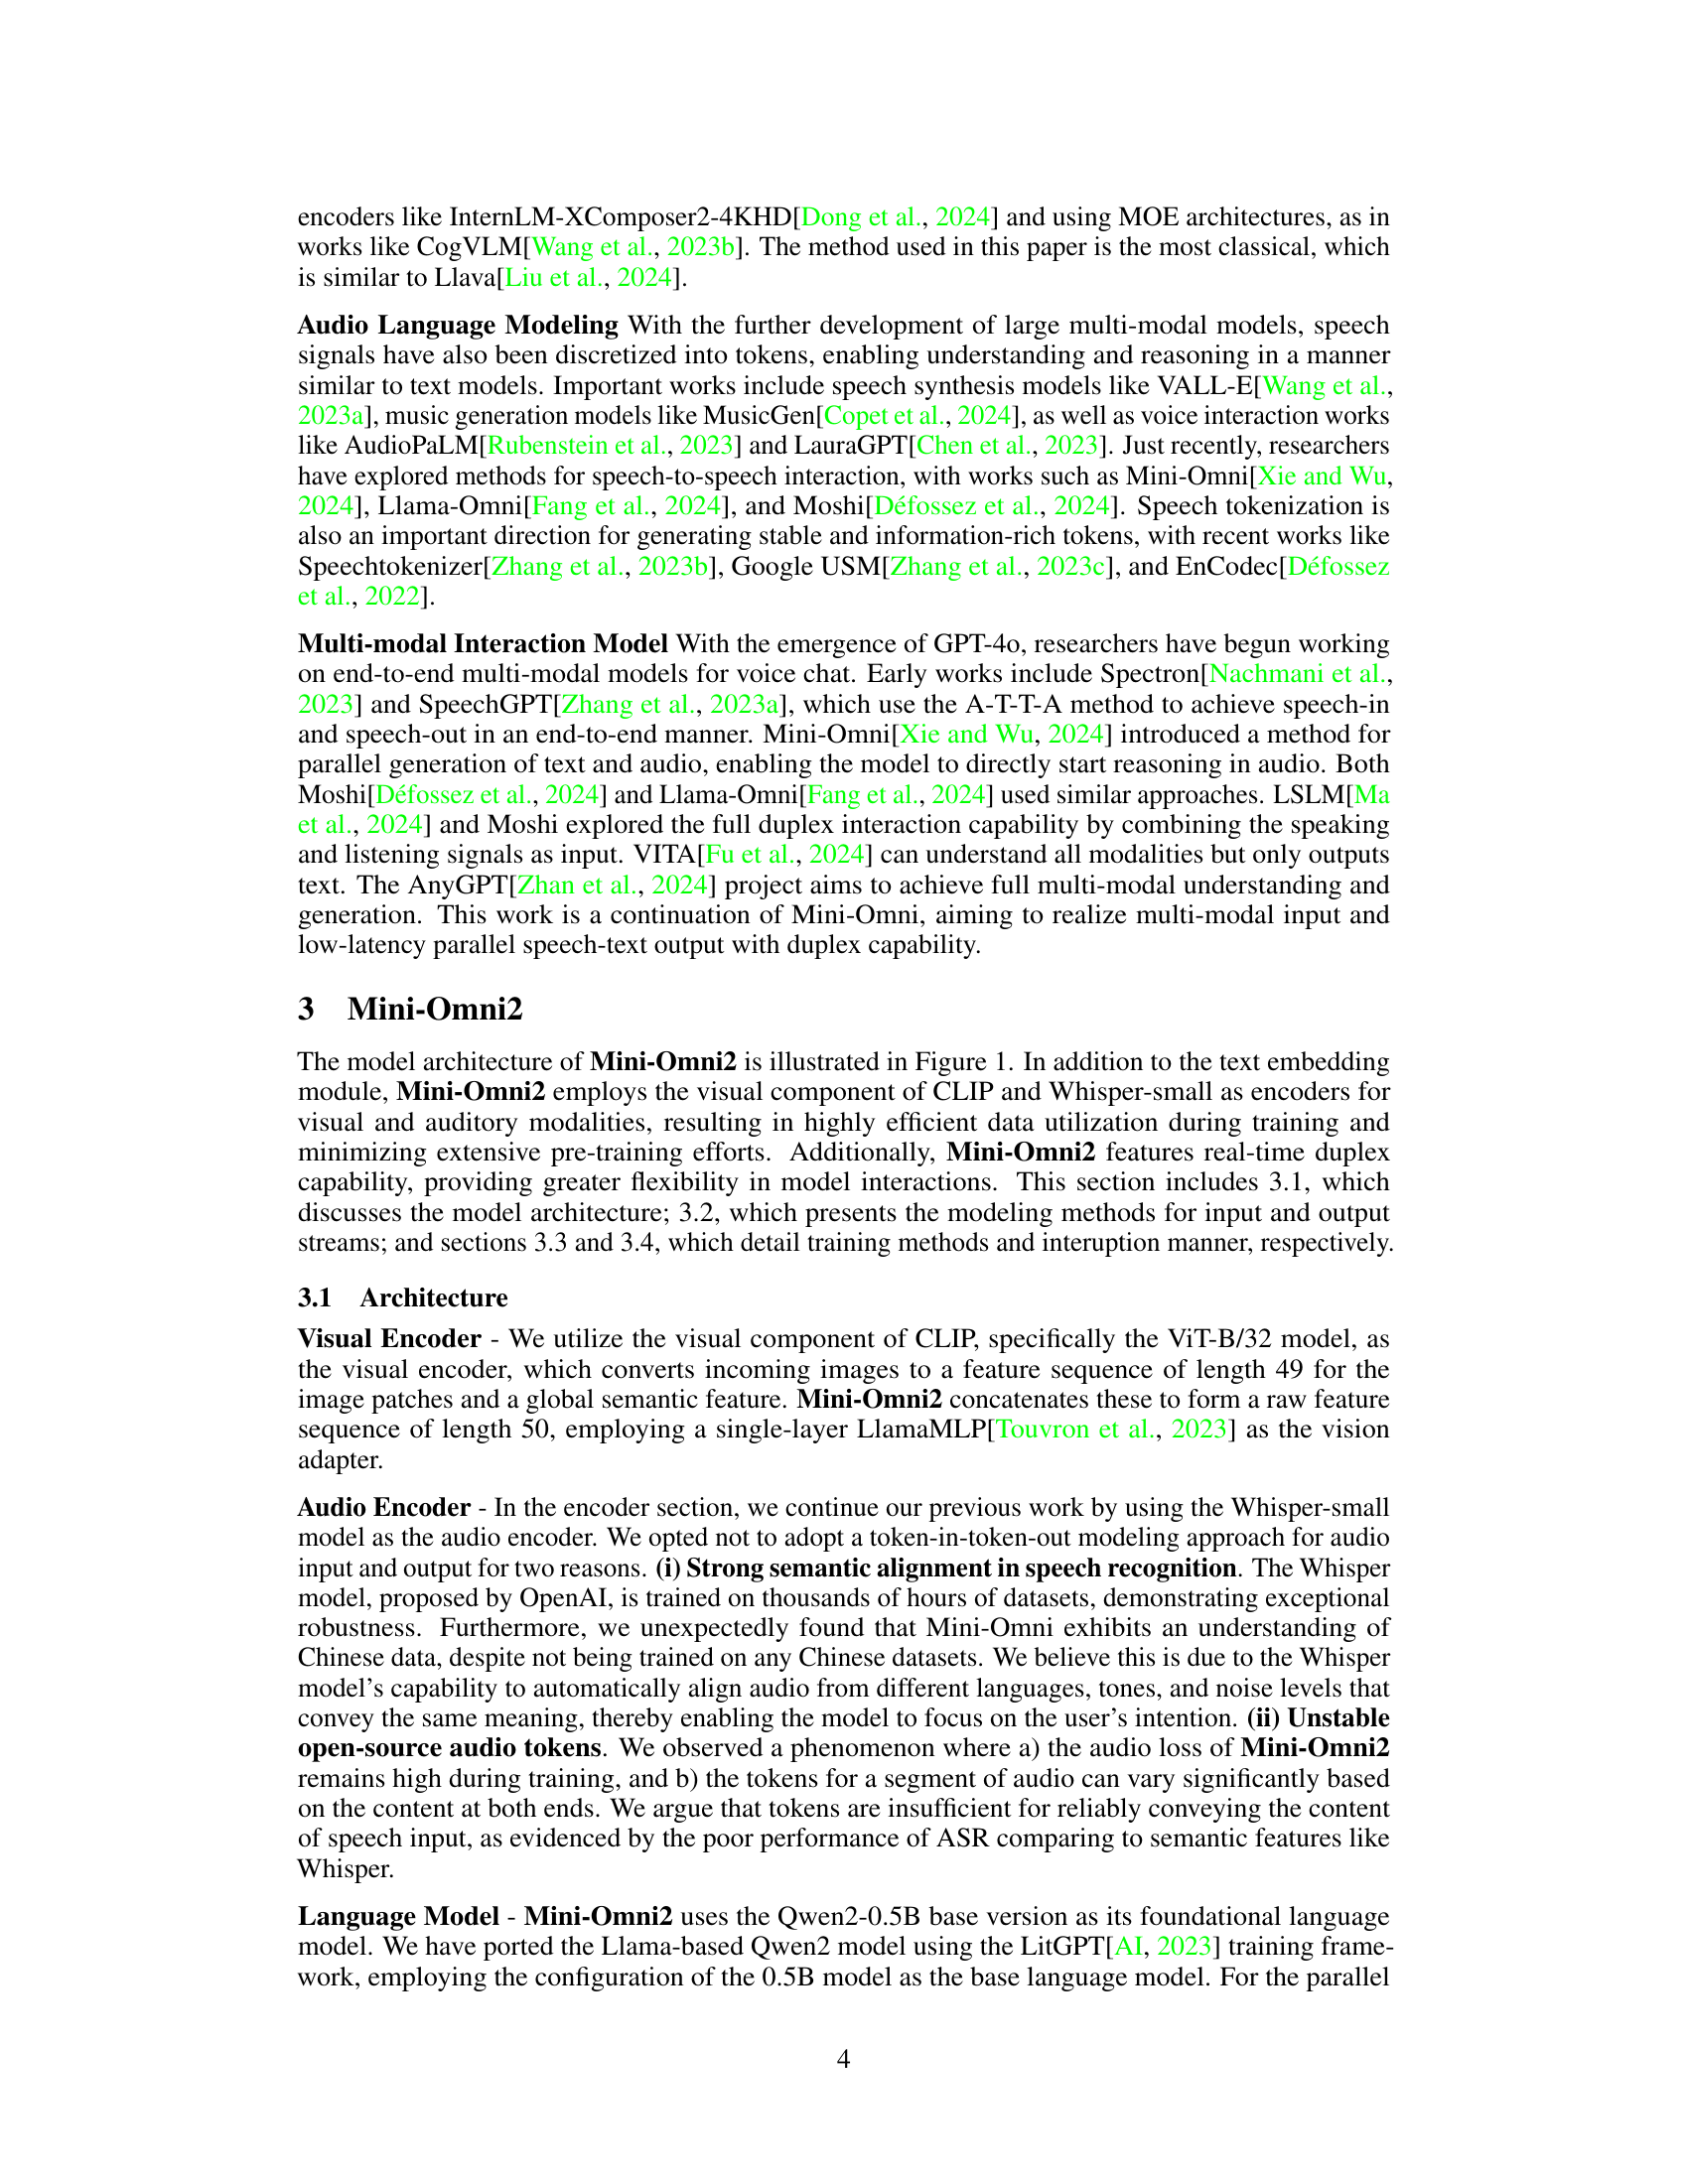 encoders like InternLM-XComposer2-4KHD[Dong et al., 2024] and using MOE architectures, as in
works like CogVLM[Wang et al., 2023b]. The method used in this paper is the most classical, which
is similar to Llava[Liu et al., 2024].
Audio Language Modeling With the further development of large multi-modal models, speech
signals have also been discretized into tokens, enabling understanding and reasoning in a manner
similar to text models. Important works include speech synthesis models like VALL-E[Wang et al.,
2023a], music generation models like MusicGen[Copet et al., 2024], as well as voice interaction works
like AudioPaLM[Rubenstein et al., 2023] and LauraGPT[Chen et al., 2023]. Just recently, researchers
have explored methods for speech-to-speech interaction, with works such as Mini-Omni[Xie and Wu,
2024], Llama-Omni[Fang et al., 2024], and Moshi[Défossez et al., 2024]. Speech tokenization is
also an important direction for generating stable and information-rich tokens, with recent works like
Speechtokenizer[Zhang et al., 2023b], Google USM[Zhang et al., 2023c], and EnCodec[Défossez
et al., 2022].
Multi-modal Interaction Model With the emergence of GPT-4o, researchers have begun working
on end-to-end multi-modal models for voice chat. Early works include Spectron[Nachmani et al.,
2023] and SpeechGPT[Zhang et al., 2023a], which use the A-T-T-A method to achieve speech-in
and speech-out in an end-to-end manner. Mini-Omni[Xie and Wu, 2024] introduced a method for
parallel generation of text and audio, enabling the model to directly start reasoning in audio. Both
Moshi[Défossez et al., 2024] and Llama-Omni[Fang et al., 2024] used similar approaches. LSLM[Ma
et al., 2024] and Moshi explored the full duplex interaction capability by combining the speaking
and listening signals as input. VITA[Fu et al., 2024] can understand all modalities but only outputs
text. The AnyGPT[Zhan et al., 2024] project aims to achieve full multi-modal understanding and
generation. This work is a continuation of Mini-Omni, aiming to realize multi-modal input and
low-latency parallel speech-text output with duplex capability.
3 Mini-Omni2
The model architecture of Mini-Omni2 is illustrated in Figure 1. In addition to the text embedding
module, Mini-Omni2 employs the visual component of CLIP and Whisper-small as encoders for
visual and auditory modalities, resulting in highly efficient data utilization during training and
minimizing extensive pre-training efforts. Additionally, Mini-Omni2 features real-time duplex
capability, providing greater flexibility in model interactions. This section includes 3.1, which
discusses the model architecture; 3.2, which presents the modeling methods for input and output
streams; and sections 3.3 and 3.4, which detail training methods and interuption manner, respectively.
3.1 Architecture
Visual Encoder - We utilize the visual component of CLIP, specifically the ViT-B/32 model, as
the visual encoder, which converts incoming images to a feature sequence of length 49 for the
image patches and a global semantic feature. Mini-Omni2 concatenates these to form a raw feature
sequence of length 50, employing a single-layer LlamaMLP[Touvron et al., 2023] as the vision
adapter.
Audio Encoder - In the encoder section, we continue our previous work by using the Whisper-small
model as the audio encoder. We opted not to adopt a token-in-token-out modeling approach for audio
input and output for two reasons. (i) Strong semantic alignment in speech recognition. The Whisper
model, proposed by OpenAI, is trained on thousands of hours of datasets, demonstrating exceptional
robustness. Furthermore, we unexpectedly found that Mini-Omni exhibits an understanding of
Chinese data, despite not being trained on any Chinese datasets. We believe this is due to the Whisper
model's capability to automatically align audio from different languages, tones, and noise levels that
convey the same meaning, thereby enabling the model to focus on the user's intention. (ii) Unstable
open-source audio tokens. We observed a phenomenon where a) the audio loss of Mini-Omni2
remains high during training, and b) the tokens for a segment of audio can vary significantly based
on the content at both ends. We argue that tokens are insufficient for reliably conveying the content
of speech input, as evidenced by the poor performance of ASR comparing to semantic features like
Whisper.
Language Model - Mini-Omni2 uses the Qwen2-0.5B base version as its foundational language
model. We have ported the Llama-based Qwen2 model using the LitGPT[AI, 2023] training frame-
work, employing the configuration of the 0.5B model as the base language model. For the parallel
4